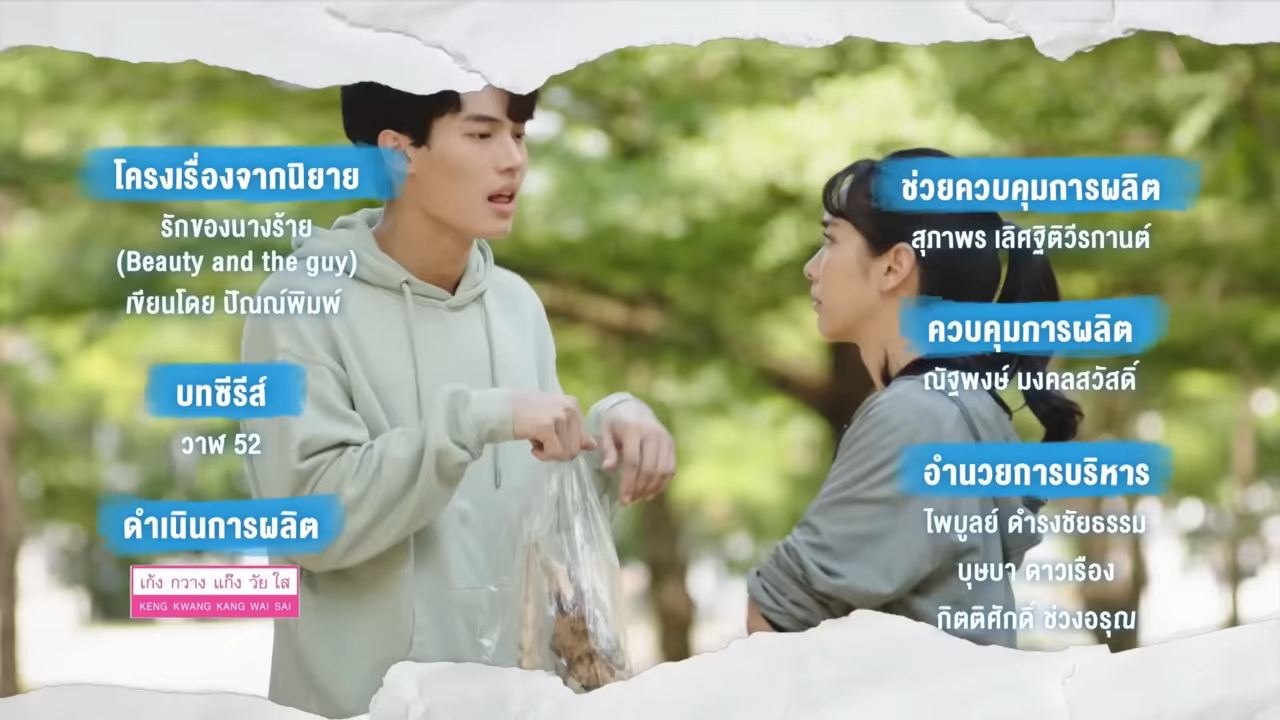 โครงเรื่องจากนิยาย
รักของนางร้าย
(Beauty and the guy)
เขียนโดย ปัณณ์พิมพ์
บทซีรีส์
วาฬ 52
ดำเนินการผลิต
เก้ง กวาง แก๊ง วัย ใส
KENG KWANG KANG WAI SAI
ช่วยควบคุมการผลิต
สุภาพร เลิศฐิติวีรกานต์
ควบคุมการผลิต
ณัฐพงษ์ มงคลสวัสดิ์
อำนวยการบริหาร
ไพบูลย์ ดำรงชัยธรรม
บุษบา ดาวเรือง
กิตติศักดิ์ ช่วงอรุณ